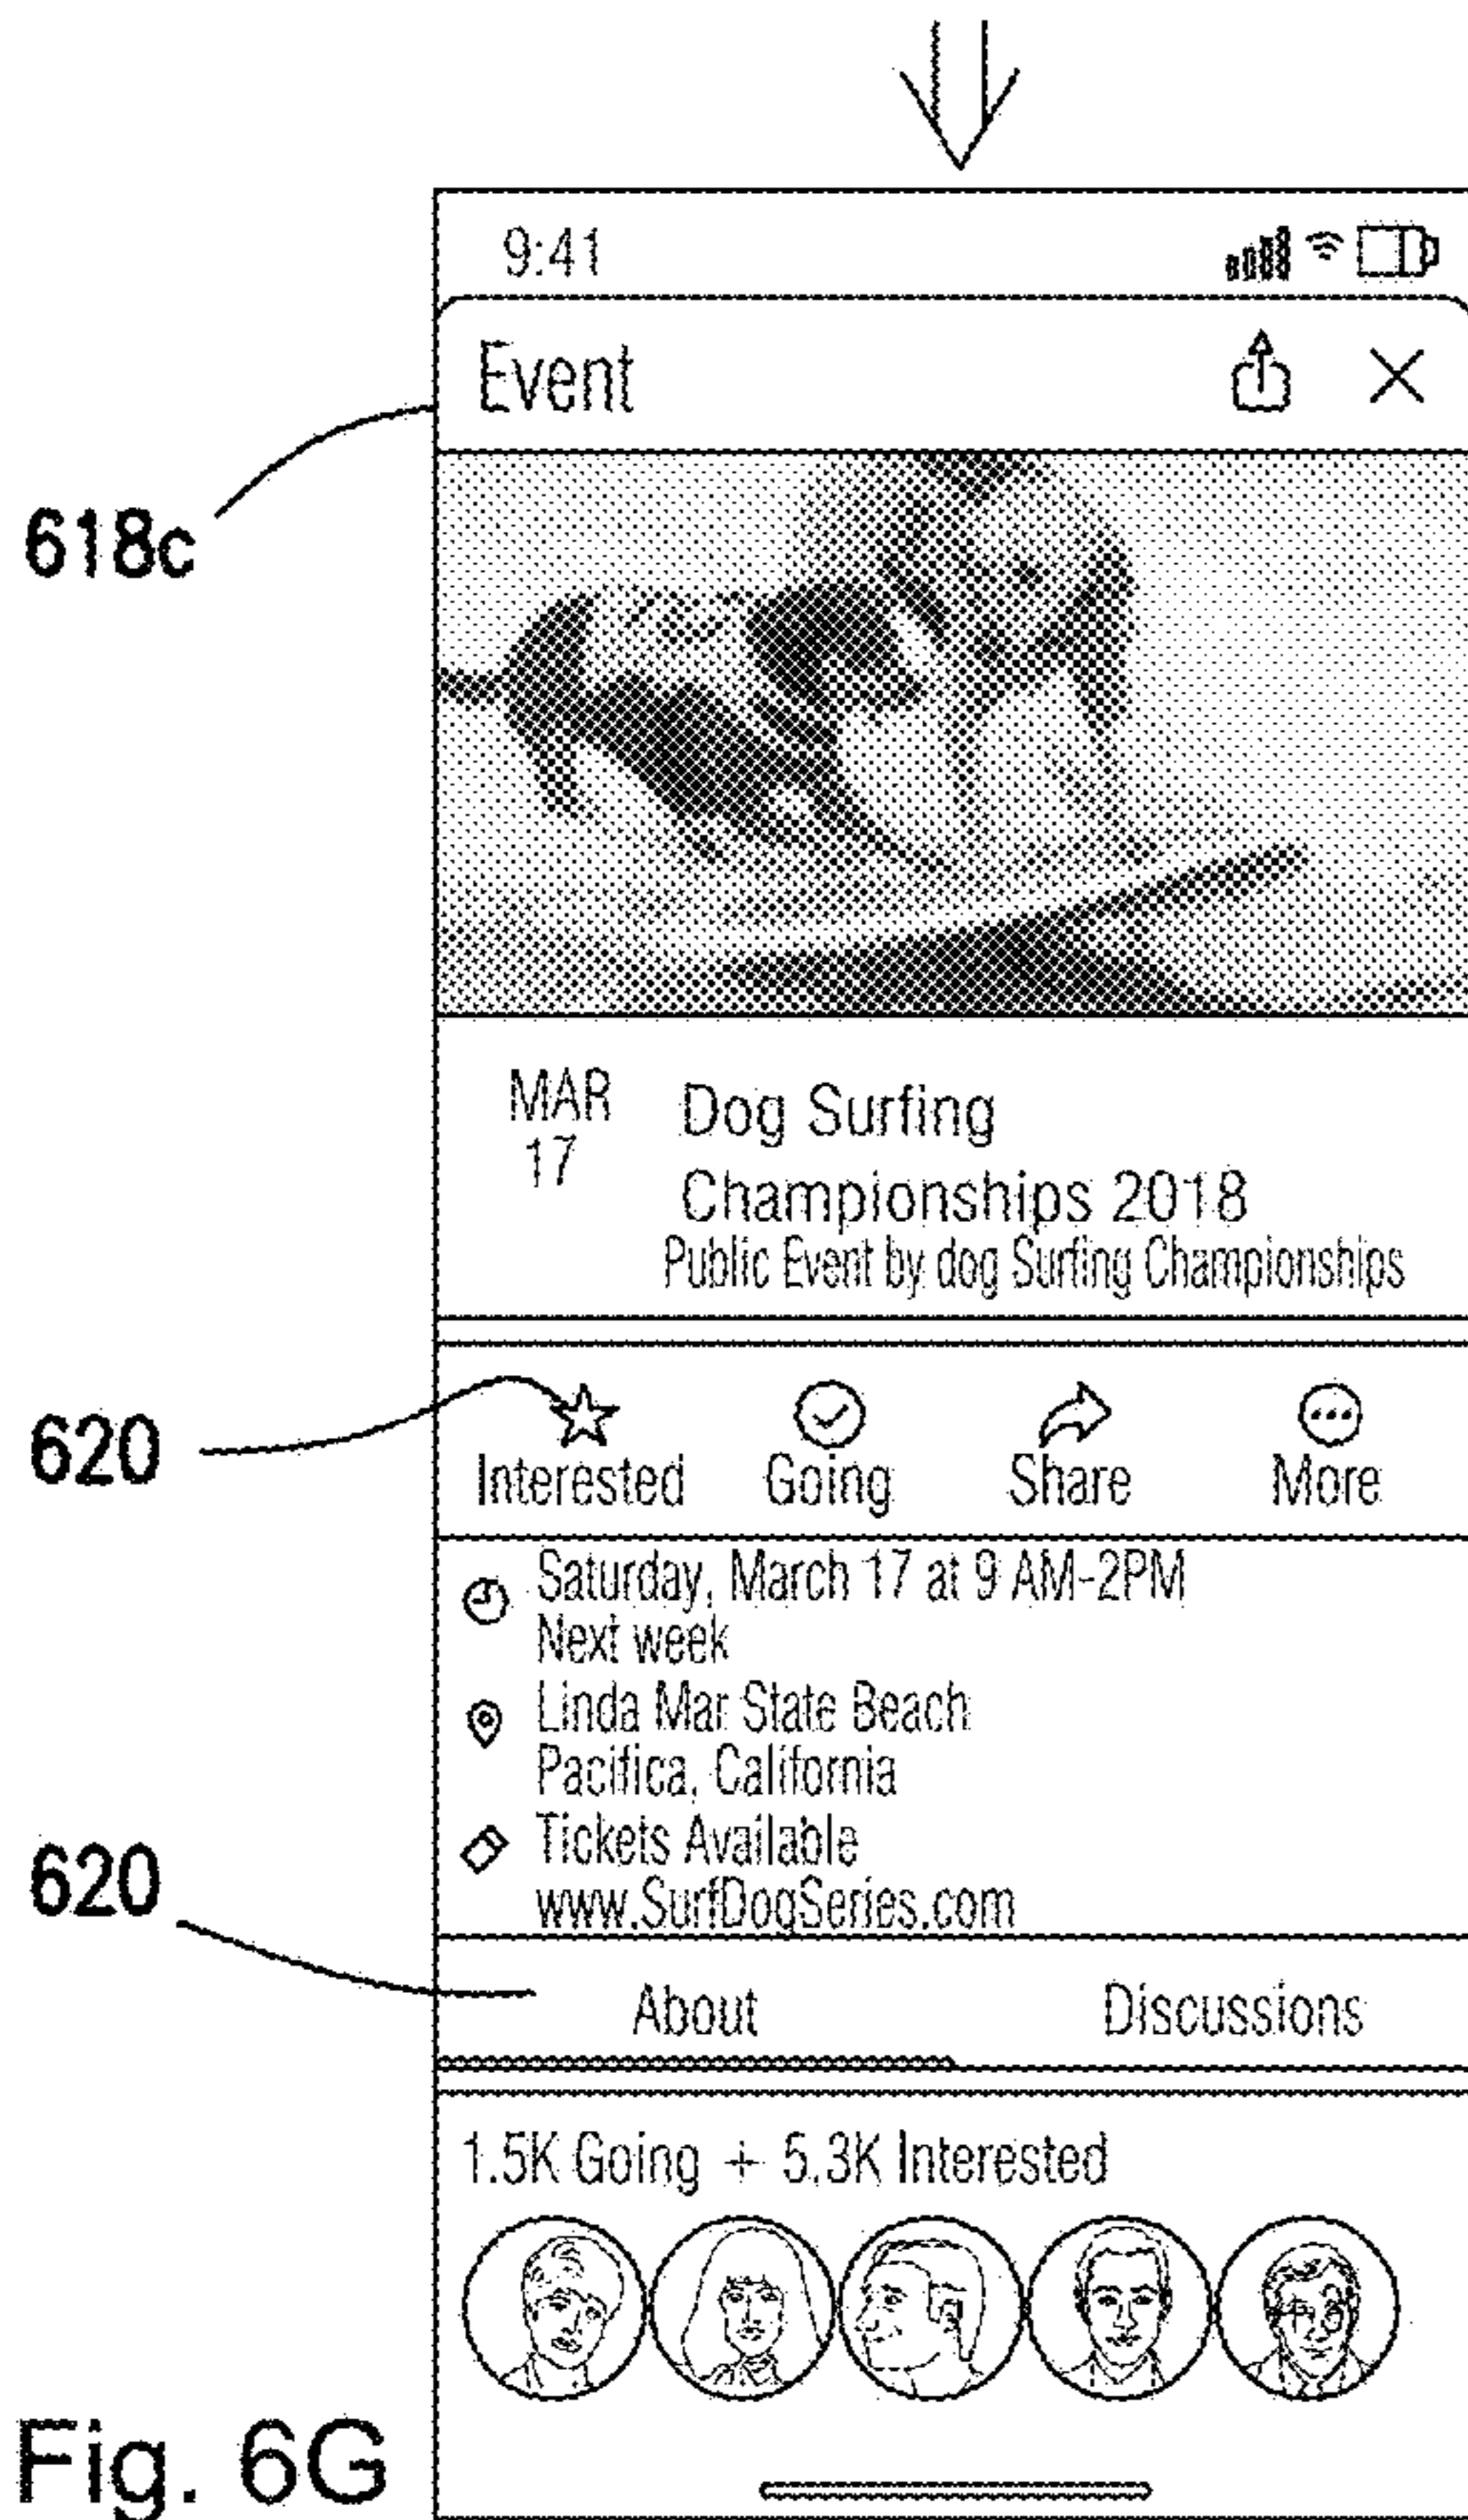 9:41
Event
618c
MAR
17
Dog Surfing
Championships 2018
Public Event by dog Surfing Championships
620
Interested Going Share More
Saturday, March 17 at 9 AM-2PM
Next week
Linda Mar State Beach
Pacifica, California
Tickets Available
www.SurfDogSeries.com
620
About Discussions
1.5K Going + 5.3K Interested
Fig. 6G